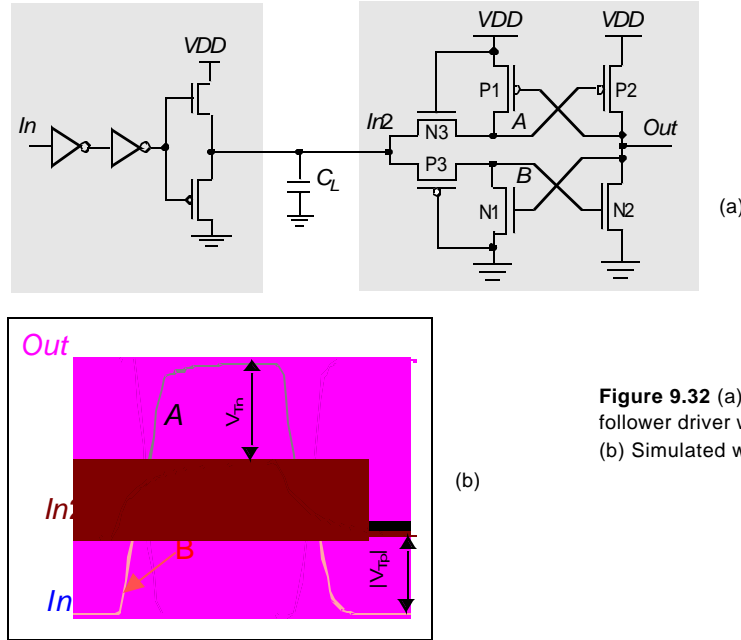 VDD
VDD VDD
P1 P2
In In2 N3 A Out
P3 B
C_L
N1 N2
(a)
Out
A
V_Tn
(b)
In2
B
|V_Tp|
In
Figure 9.32 (a)
follower driver w
(b) Simulated w